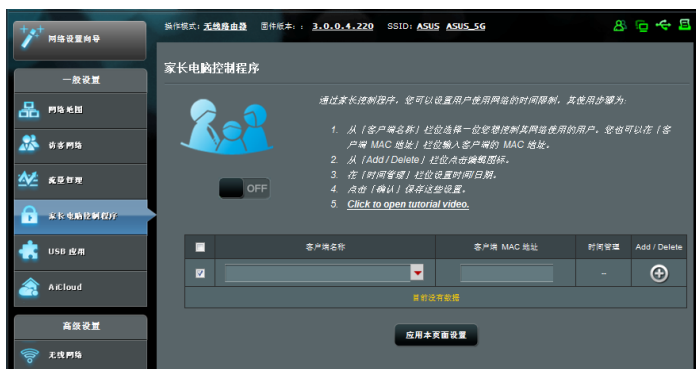 操作模式: 无线路由器 固件版本: : 3.0.0.4.220 SSID: ASUS ASUS_5G
网络设置向导
一般设置
网络地图
访客网络
流量管理
家长电脑控制程序
USB 应用
AiCloud
高级设置
无线网络
家长电脑控制程序
OFF
通过家长控制程序，您可以设置用户使用网络的时间限制，其使用步骤为:
1. 从「客户端名称」栏位选择一位您想控制其网络使用的用户，您也可以在「客
户端 MAC 地址」栏位输入客户端的 MAC 地址。
2. 从「Add / Delete」栏位点击编辑图标。
3. 在「时间管理」栏位设置时间/日期。
4. 点击「确认」保存这些设置。
5. Click to open tutorial video.
客户端名称 客户端 MAC 地址 时间管理 Add / Delete
--
目前没有数据
应用本页面设置